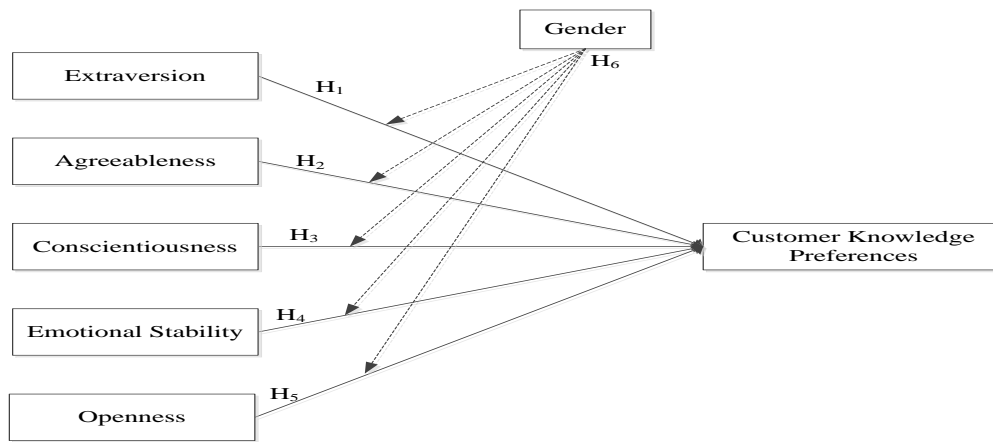 Gender
H₆
Extraversion
H₁
Agreeableness
H₂
Conscientiousness
H₃
Customer Knowledge
Preferences
Emotional Stability
H₄
Openness
H₅